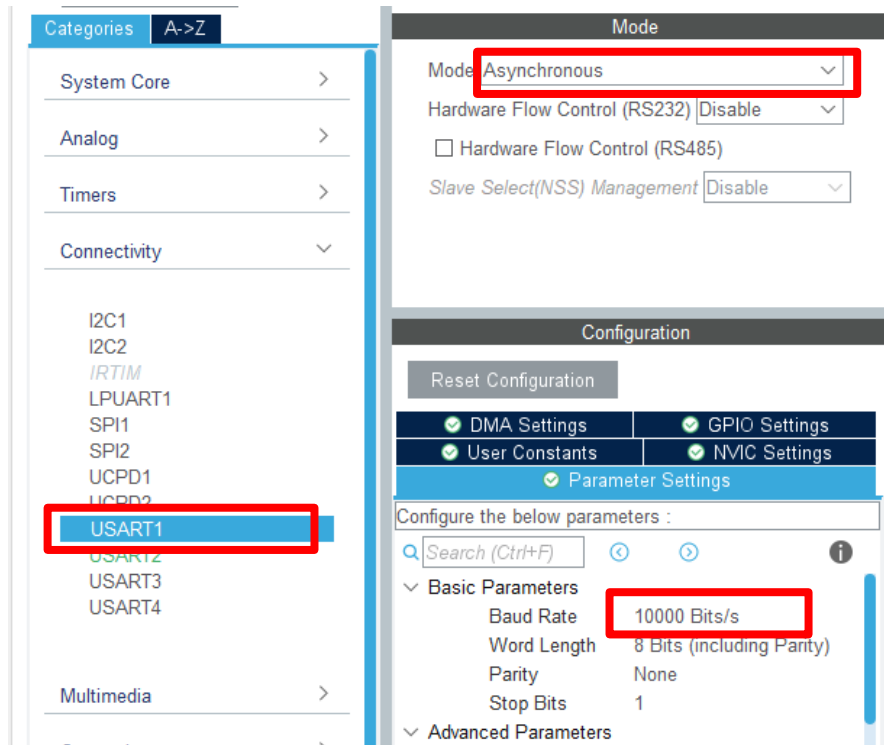 Categories A->Z
System Core
Analog
Timers
Connectivity
I2C1
I2C2
IRTIM
LPUART1
SPI1
SPI2
UCPD1
UCPD2
USART1
USART2
USART3
USART4
Multimedia
Mode
Mode Asynchronous
Hardware Flow Control (RS232) Disable
Hardware Flow Control (RS485)
Slave Select(NSS) Management Disable
Configuration
Reset Configuration
DMA Settings GPIO Settings
User Constants NVIC Settings
Parameter Settings
Configure the below parameters :
Search (Ctrl+F)
Basic Parameters
Baud Rate 10000 Bits/s
Word Length 8 Bits (including Parity)
Parity None
Stop Bits 1
Advanced Parameters